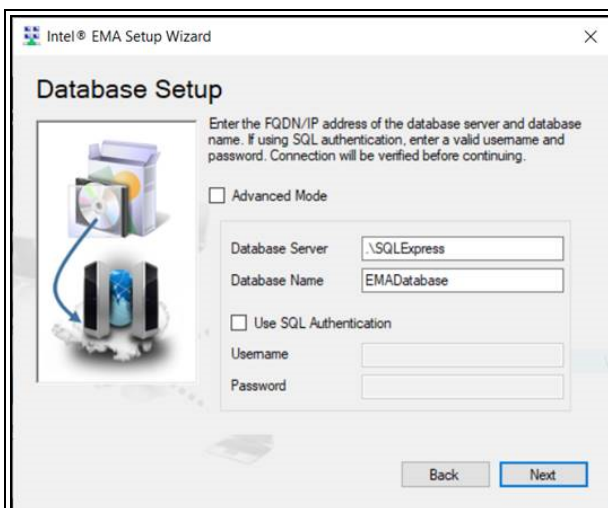 Intel® EMA Setup Wizard
Database Setup
Enter the FQDN/IP address of the database server and database
name. If using SQL authentication, enter a valid username and
password. Connection will be verified before continuing.
Advanced Mode
Database Server .\SQLExpress
Database Name EMADatabase
Use SQL Authentication
Username
Password
Back Next